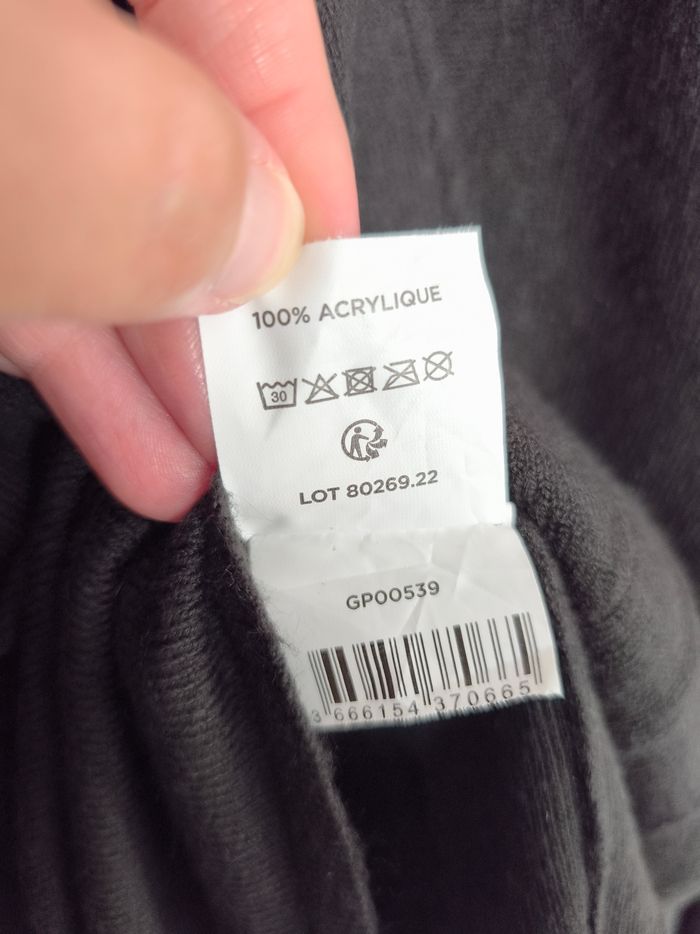 100% ACRYLIQUE
30
LOT 80269.22
GP00539
3 666154 370665